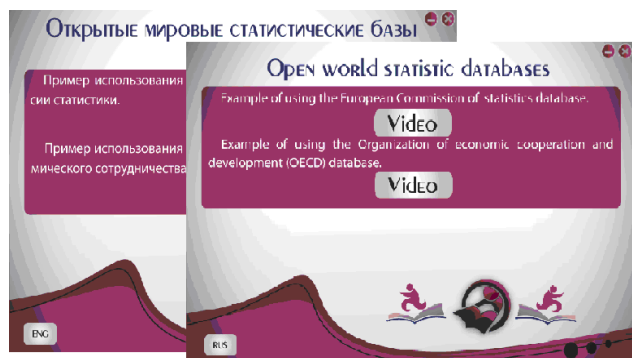 Открытые мировые статистические базы
Пример использования
сии статистики.
Пример использования
мического сотрудничества
ENG
Open world statistic databases
Example of using the European Commission of statistics database.
Video
Example of using the Organization of economic cooperation and
development (OECD) database.
Video
RUS